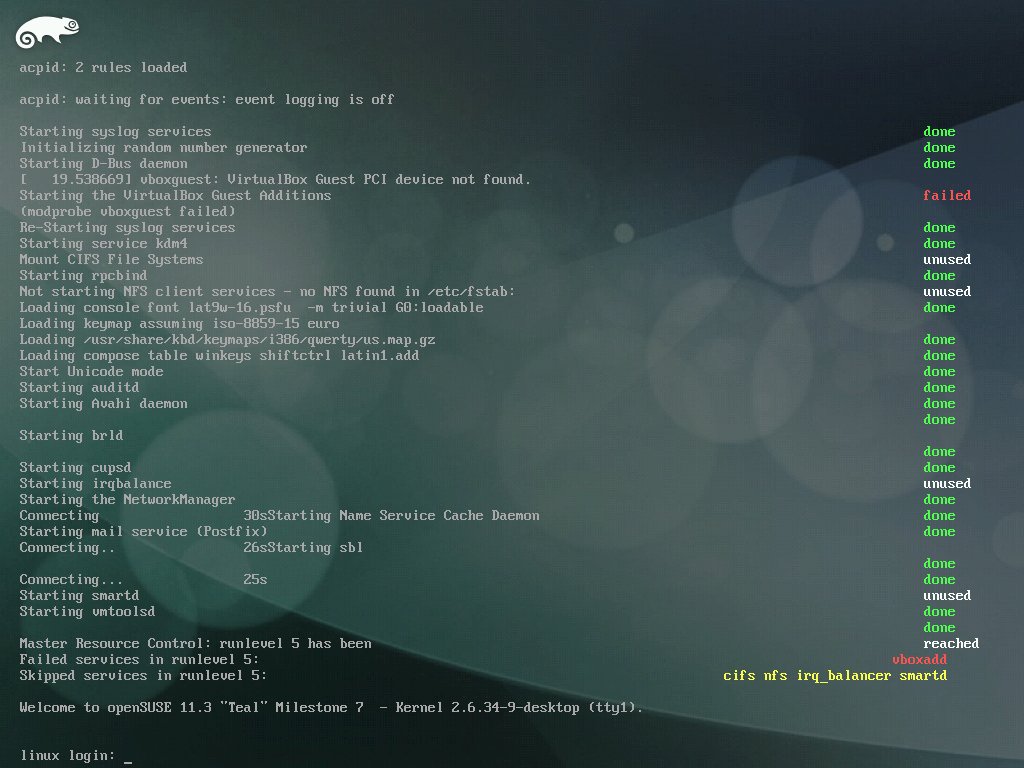 acpid: 2 rules loaded
acpid: waiting for events: event logging is off
Starting syslog services done
Initializing random number generator done
Starting D-Bus daemon done
[   19.538669] vboxguest: VirtualBox Guest PCI device not found.
Starting the VirtualBox Guest Additions failed
(modprobe vboxguest failed)
Re-Starting syslog services done
Starting service kdm4 done
Mount CIFS File Systems unused
Starting rpcbind done
Not starting NFS client services - no NFS found in /etc/fstab: unused
Loading console font lat9w-16.psfu  -m trivial G0:loadable done
Loading keymap assuming iso-8859-15 euro
Loading /usr/share/kbd/keymaps/i386/qwerty/us.map.gz done
Loading compose table winkeys shiftctrl latin1.add done
Start Unicode mode done
Starting auditd done
Starting Avahi daemon done
done
Starting brld
done
Starting cupsd done
Starting irqbalance unused
Starting the NetworkManager done
Connecting 30sStarting Name Service Cache Daemon done
Starting mail service (Postfix) done
Connecting.. 26sStarting sbl
done
Connecting... 25s done
Starting smartd unused
Starting vmtoolsd done
done
Master Resource Control: runlevel 5 has been reached
Failed services in runlevel 5: vboxadd
Skipped services in runlevel 5: cifs nfs irq_balancer smartd
Welcome to openSUSE 11.3 "Teal" Milestone 7  - Kernel 2.6.34-9-desktop (tty1).
linux login: _